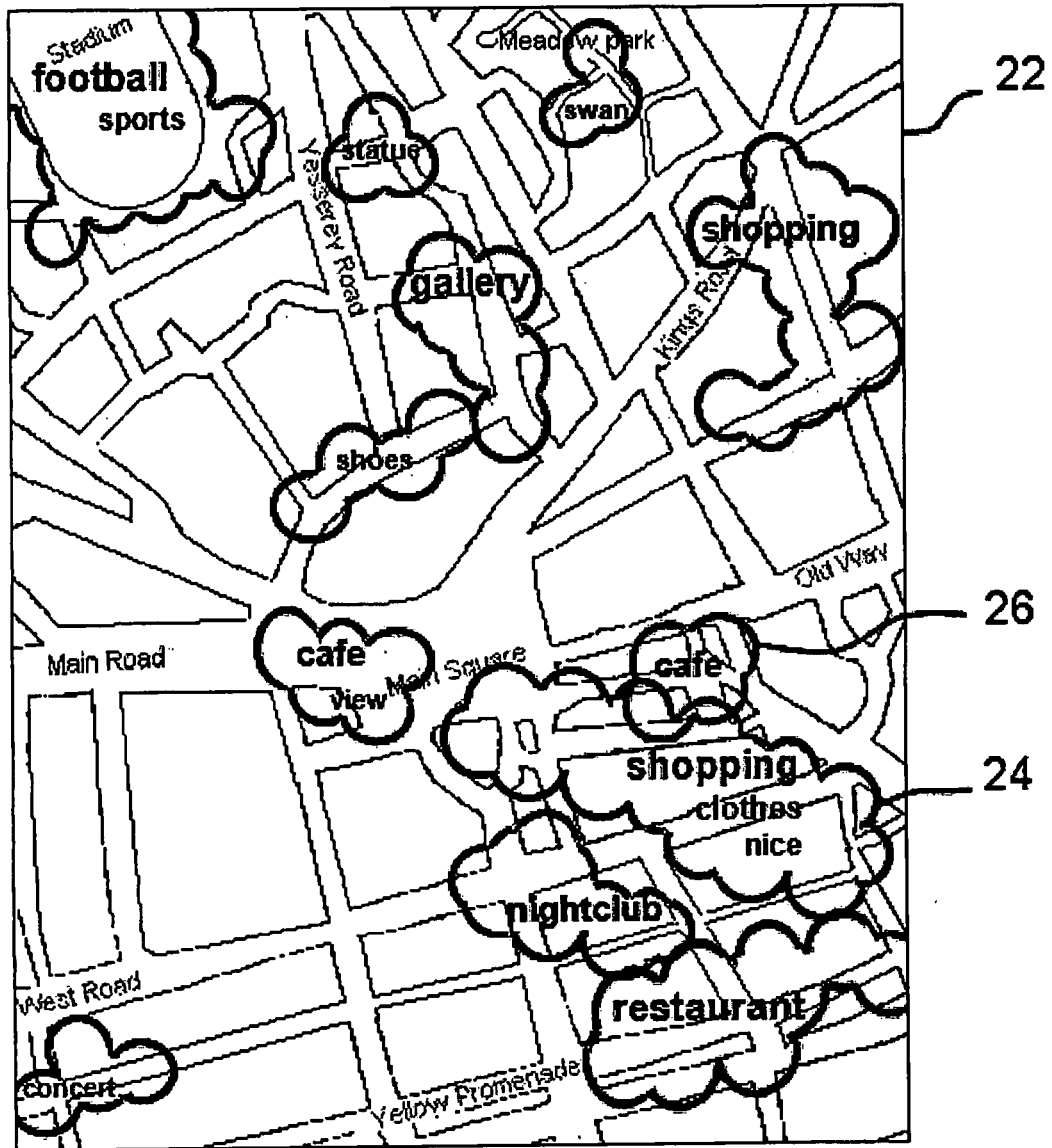 Stadium
football
sports
Meadow park
swan
22
statue
Yesserey Road
shopping
gallery
Kings Road
shoes
Old Way
26
cafe
view
Main Road
Main Square
cafe
shopping
24
clothes
nice
nightclub
West Road
restaurant
concert
Yellow Promenade